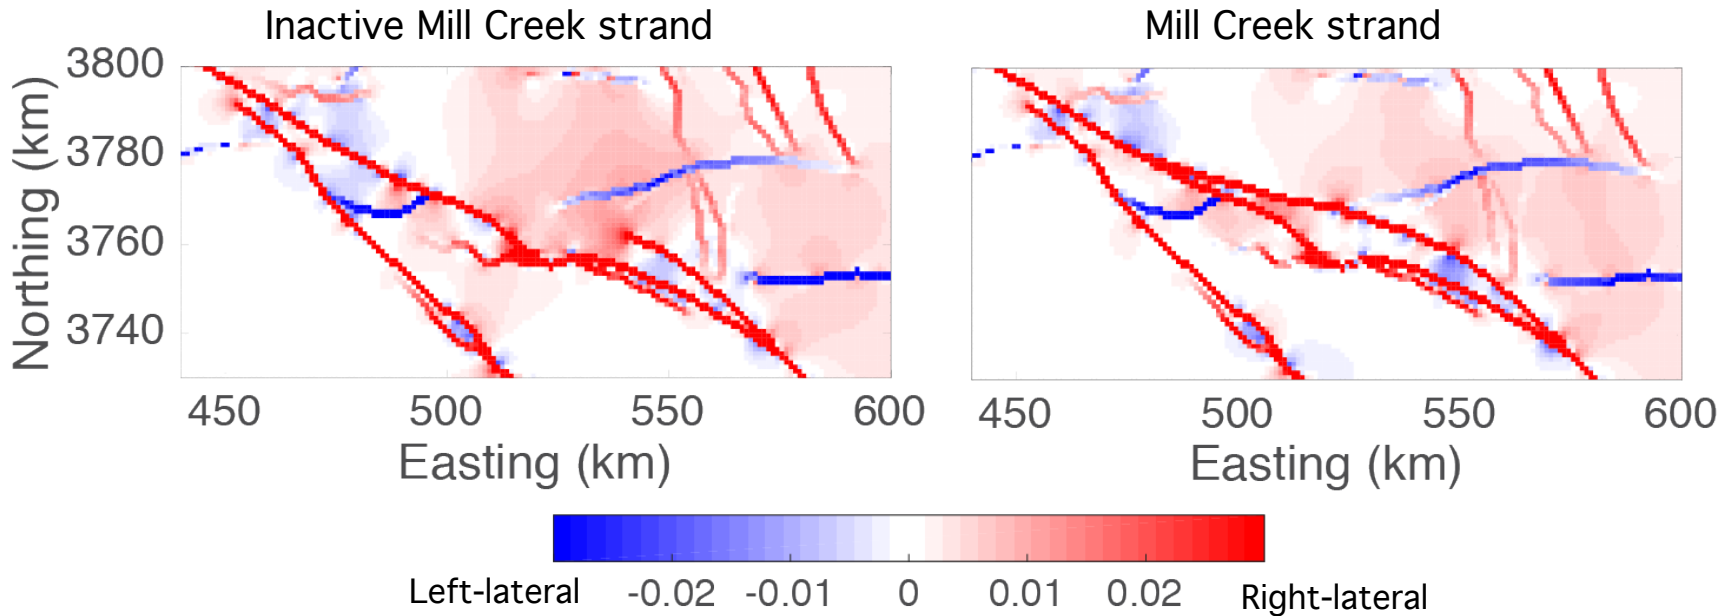 Inactive Mill Creek strand
Mill Creek strand
Northing (km)
3800
3780
3760
3740
450 500 550 600
450 500 550 600
Easting (km)
Easting (km)
Left-lateral -0.02 -0.01 0 0.01 0.02 Right-lateral